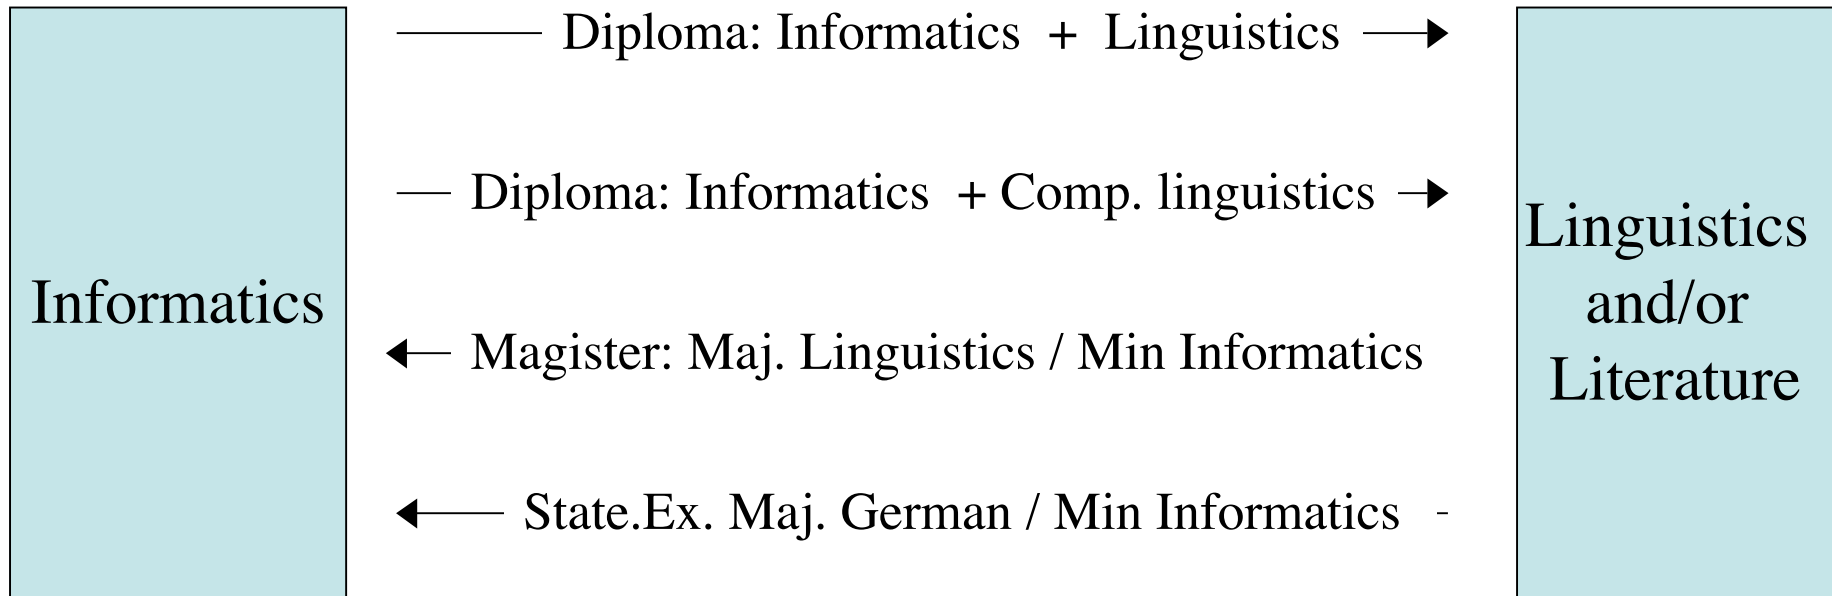 Diploma: Informatics + Linguistics
Diploma: Informatics + Comp. linguistics
Informatics
Magister: Maj. Linguistics / Min Informatics
State.Ex. Maj. German / Min Informatics
Linguistics
and/or
Literature